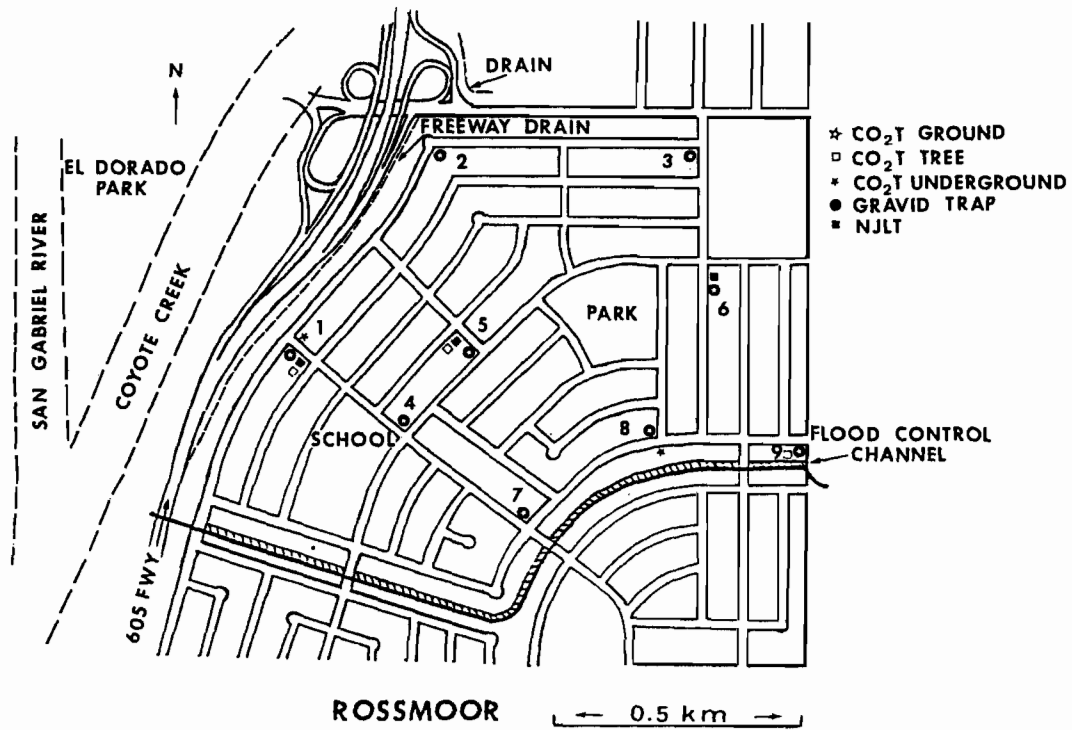 N
DRAIN
FREEWAY DRAIN
☆ CO₂T GROUND
□ CO₂T TREE
★ CO₂T UNDERGROUND
● GRAVID TRAP
■ NJLT
EL DORADO
PARK
2
3
SAN GABRIEL RIVER
COYOTE CREEK
1
5
PARK
6
4
SCHOOL
8
FLOOD CONTROL
CHANNEL
9
7
605 FWY
ROSSMOOR
← 0.5 km →